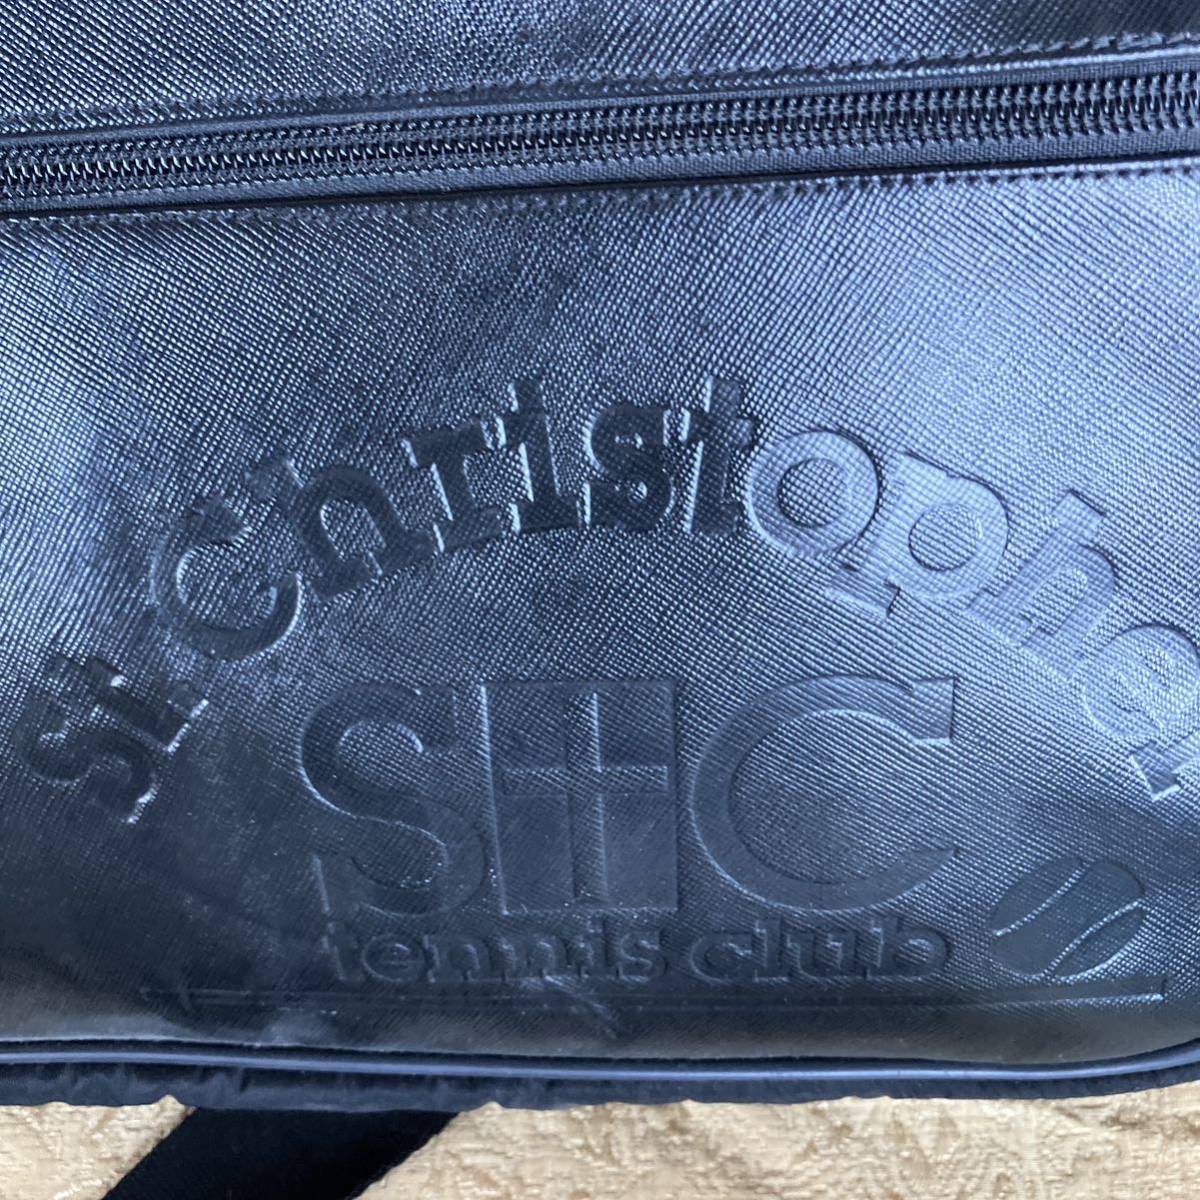 St. Christopher
StC
tennis club